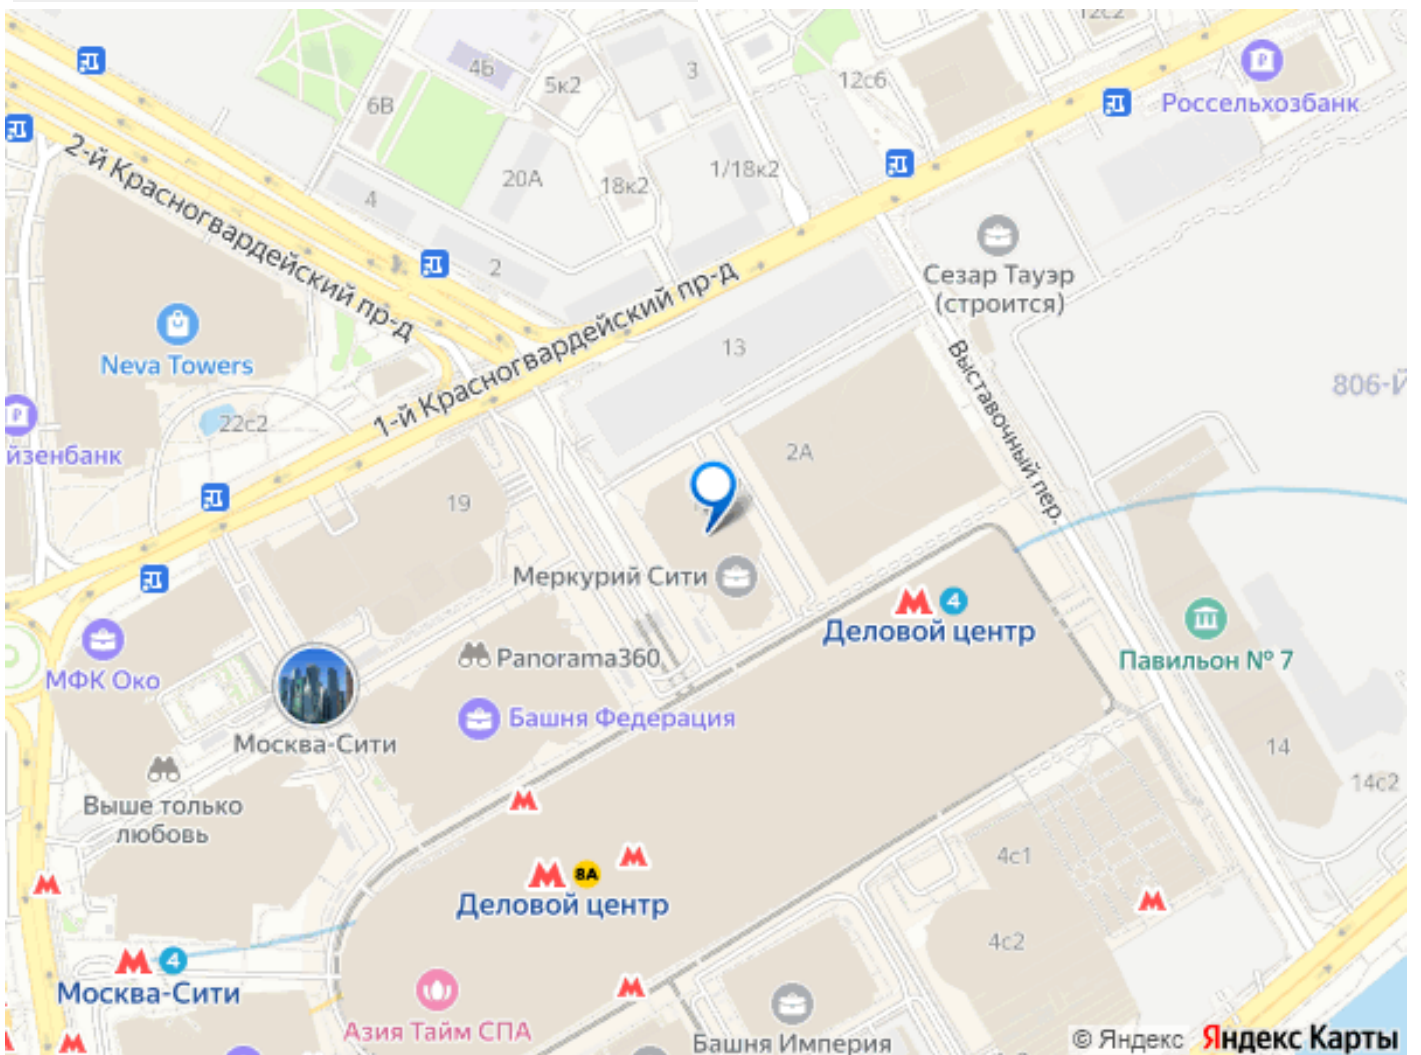 12с2
4Б
3
5к2
12с6
6В
Россельхозбанк
2-й Красногвардейский пр-д
20А
18к2
1/18к2
4
2
Сезар Тауэр
(строится)
1-й Красногвардейский пр-д
Neva Towers
13
Выставочный пер.
806-Й
22с2
йзенбанк
19
2А
Меркурий Сити
4
Деловой центр
МФК Око
Panorama360
Павильон № 7
Башня Федерация
Москва-Сити
14
14с2
Выше только
любовь
4с1
8А
Деловой центр
4с2
4
Москва-Сити
Азия Тайм СПА
Башня Империя
© Яндекс Яндекс Карты